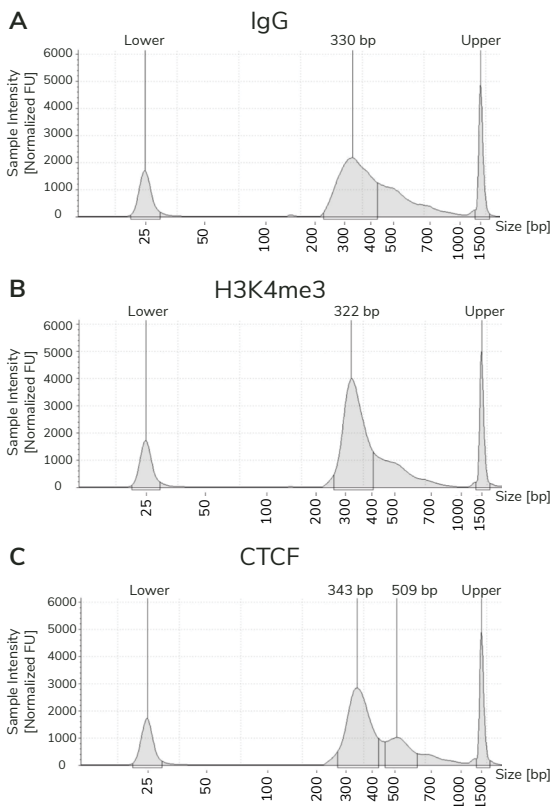 A
IgG
Lower
330 bp
Upper
Sample Intensity
[Normalized FU]
6000
5000
4000
3000
2000
1000
0
25
50
100
200
300
400
500
700
1000
1500
Size [bp]
B
H3K4me3
Lower
322 bp
Upper
Sample Intensity
[Normalized FU]
6000
5000
4000
3000
2000
1000
0
25
50
100
200
300
400
500
700
1000
1500
Size [bp]
C
CTCF
Lower
343 bp
509 bp
Upper
Sample Intensity
[Normalized FU]
6000
5000
4000
3000
2000
1000
0
25
50
100
200
300
400
500
700
1000
1500
Size [bp]